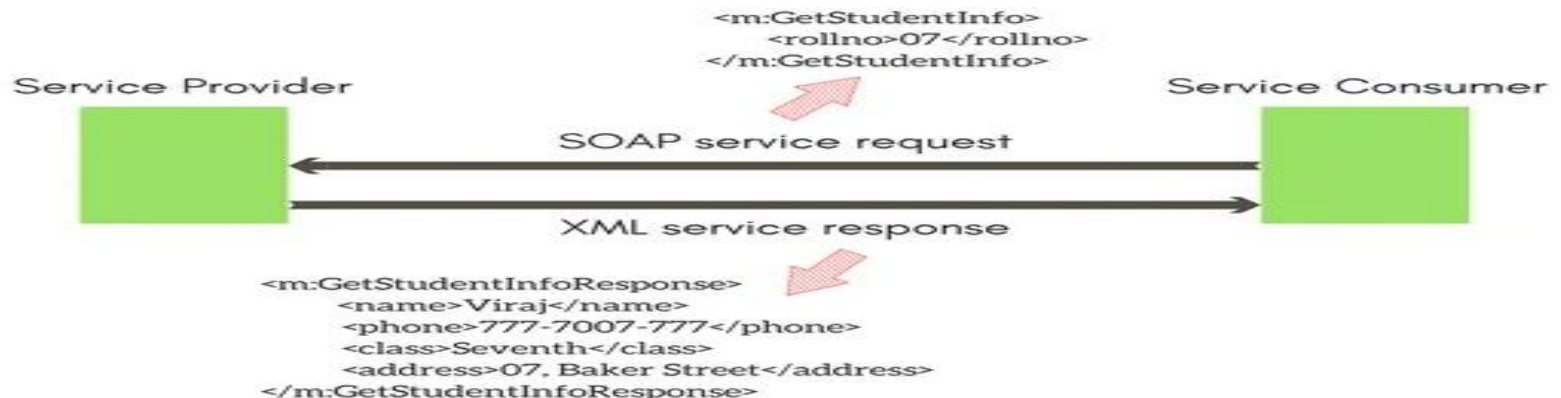 <m:GetStudentInfo>
<rollno>07</rollno>
</m:GetStudentInfo>
Service Provider
Service Consumer
SOAP service request
XML service response
<m:GetStudentInfoResponse>
<name>Viraj</name>
<phone>777-7007-777</phone>
<class>Seventh</class>
<address>07, Baker Street</address>
</m:GetStudentInfoResponse>